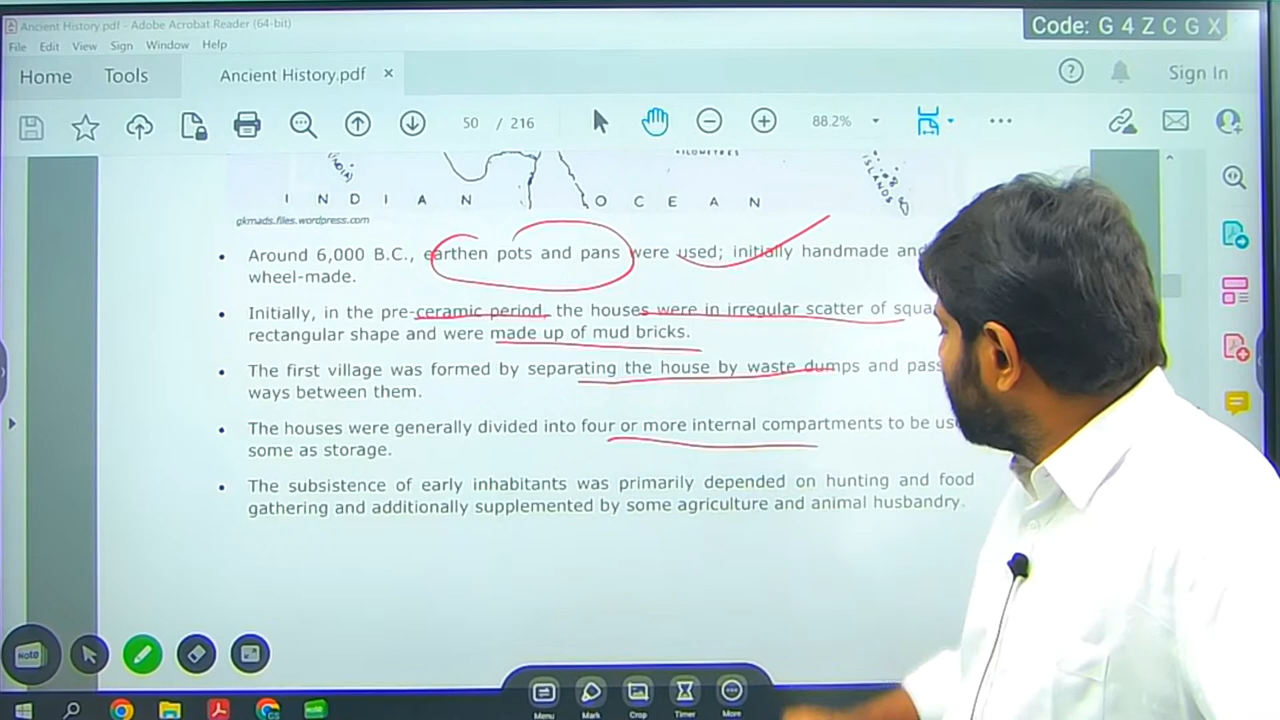 Ancient History.pdf - Adobe Acrobat Reader (64-bit)
Code: G 4 Z C G X
File Edit View Sign Window Help
Home Tools Ancient History.pdf × Sign In
50 / 216 88.2%
KILOMETRES
ISLANDS
I N D I A N O C E A N
gkmads.files.wordpress.com
• Around 6,000 B.C., earthen pots and pans were used; initially handmade and
wheel-made.
• Initially, in the pre-ceramic period, the houses were in irregular scatter of squa
rectangular shape and were made up of mud bricks.
• The first village was formed by separating the house by waste dumps and pass
ways between them.
• The houses were generally divided into four or more internal compartments to be us
some as storage.
• The subsistence of early inhabitants was primarily depended on hunting and food
gathering and additionally supplemented by some agriculture and animal husbandry.
Note
Menu Mark Crop Timer More